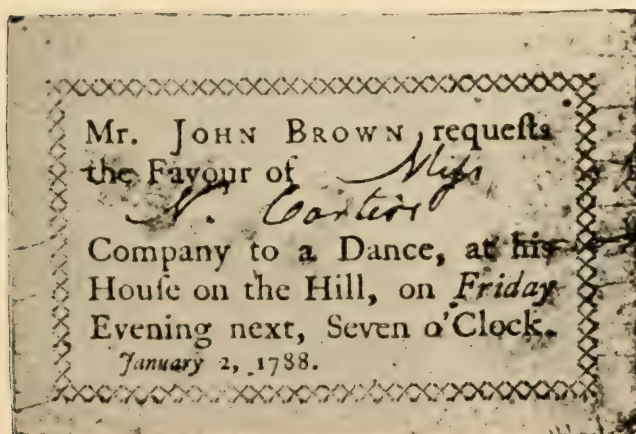 Mr. JOHN BROWN requeſts
the Favour of Miſs
N. Carter's
Company to a Dance, at his
Houſe on the Hill, on Friday
Evening next, Seven o'Clock.
January 2, 1788.